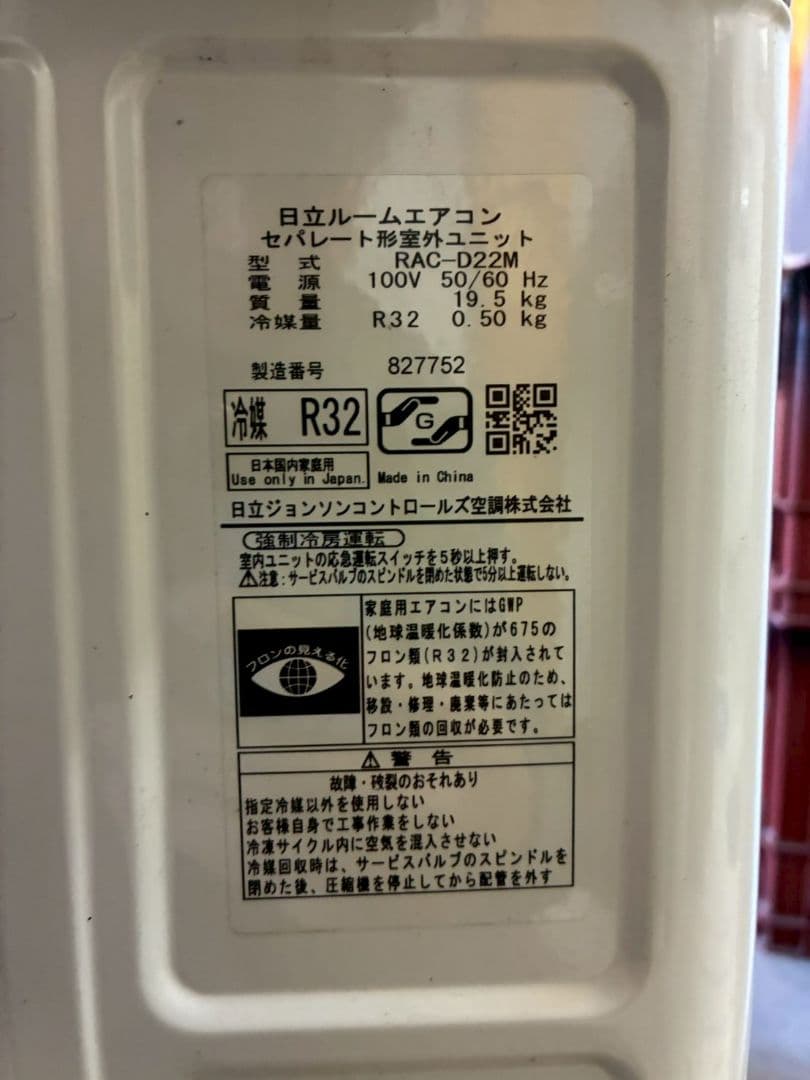 日立ルームエアコン
セパレート形室外ユニット
型 式 RAC-D22M
電 源 100V 50/60 Hz
質 量 19.5 kg
冷媒量 R32 0.50 kg
製造番号 827752
冷媒 R32
G
日本国内家庭用
Use only in Japan.
Made in China
日立ジョンソンコントロールズ空調株式会社
強制冷房運転
室内ユニットの応急運転スイッチを5秒以上押す。
⚠注意:サービスバルブのスピンドルを閉めた状態で5分以上運転しない。
フロンの見える化
家庭用エアコンにはGWP
(地球温暖化係数)が675の
フロン類(R32)が封入されて
います。地球温暖化防止のため、
移設・修理・廃棄等にあたっては
フロン類の回収が必要です。
⚠警 告
故障・破裂のおそれあり
指定冷媒以外を使用しない
お客様自身で工事作業をしない
冷凍サイクル内に空気を混入させない
冷媒回収時は、サービスバルブのスピンドルを
閉めた後、圧縮機を停止してから配管を外す